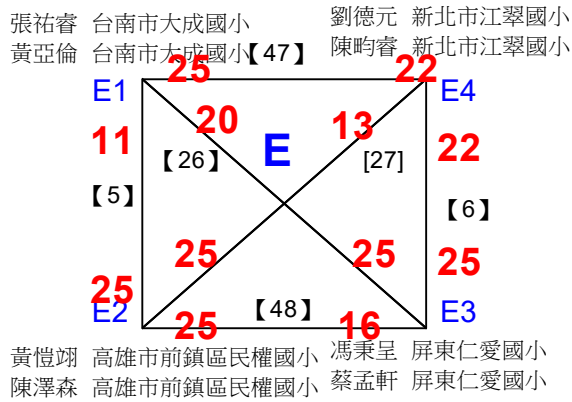 張祐睿 台南市大成國小
黃亞倫 台南市大成國小
劉德元 新北市江翠國小
陳畇睿 新北市江翠國小
【47】
25
22
E1
E4
20
13
11
E
22
【26】
[27]
【5】
【6】
25
25
25
25
E2
【48】
E3
25
16
黃愷翊 高雄市前鎮區民權國小
陳澤森 高雄市前鎮區民權國小
馮秉呈 屏東仁愛國小
蔡孟軒 屏東仁愛國小